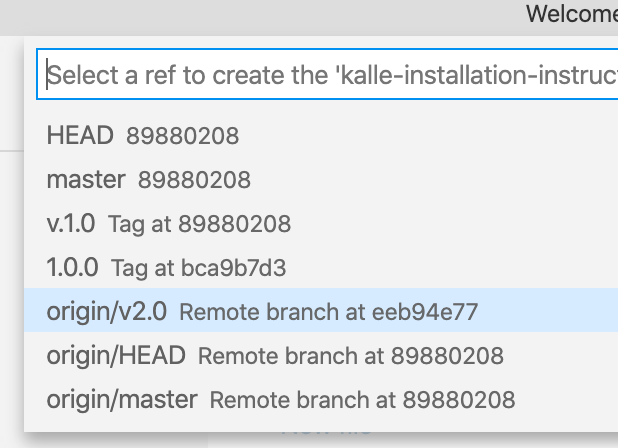 Welcome
Select a ref to create the 'kalle-installation-instruc
HEAD 89880208
master 89880208
v.1.0 Tag at 89880208
1.0.0 Tag at bca9b7d3
origin/v2.0 Remote branch at eeb94e77
origin/HEAD Remote branch at 89880208
origin/master Remote branch at 89880208